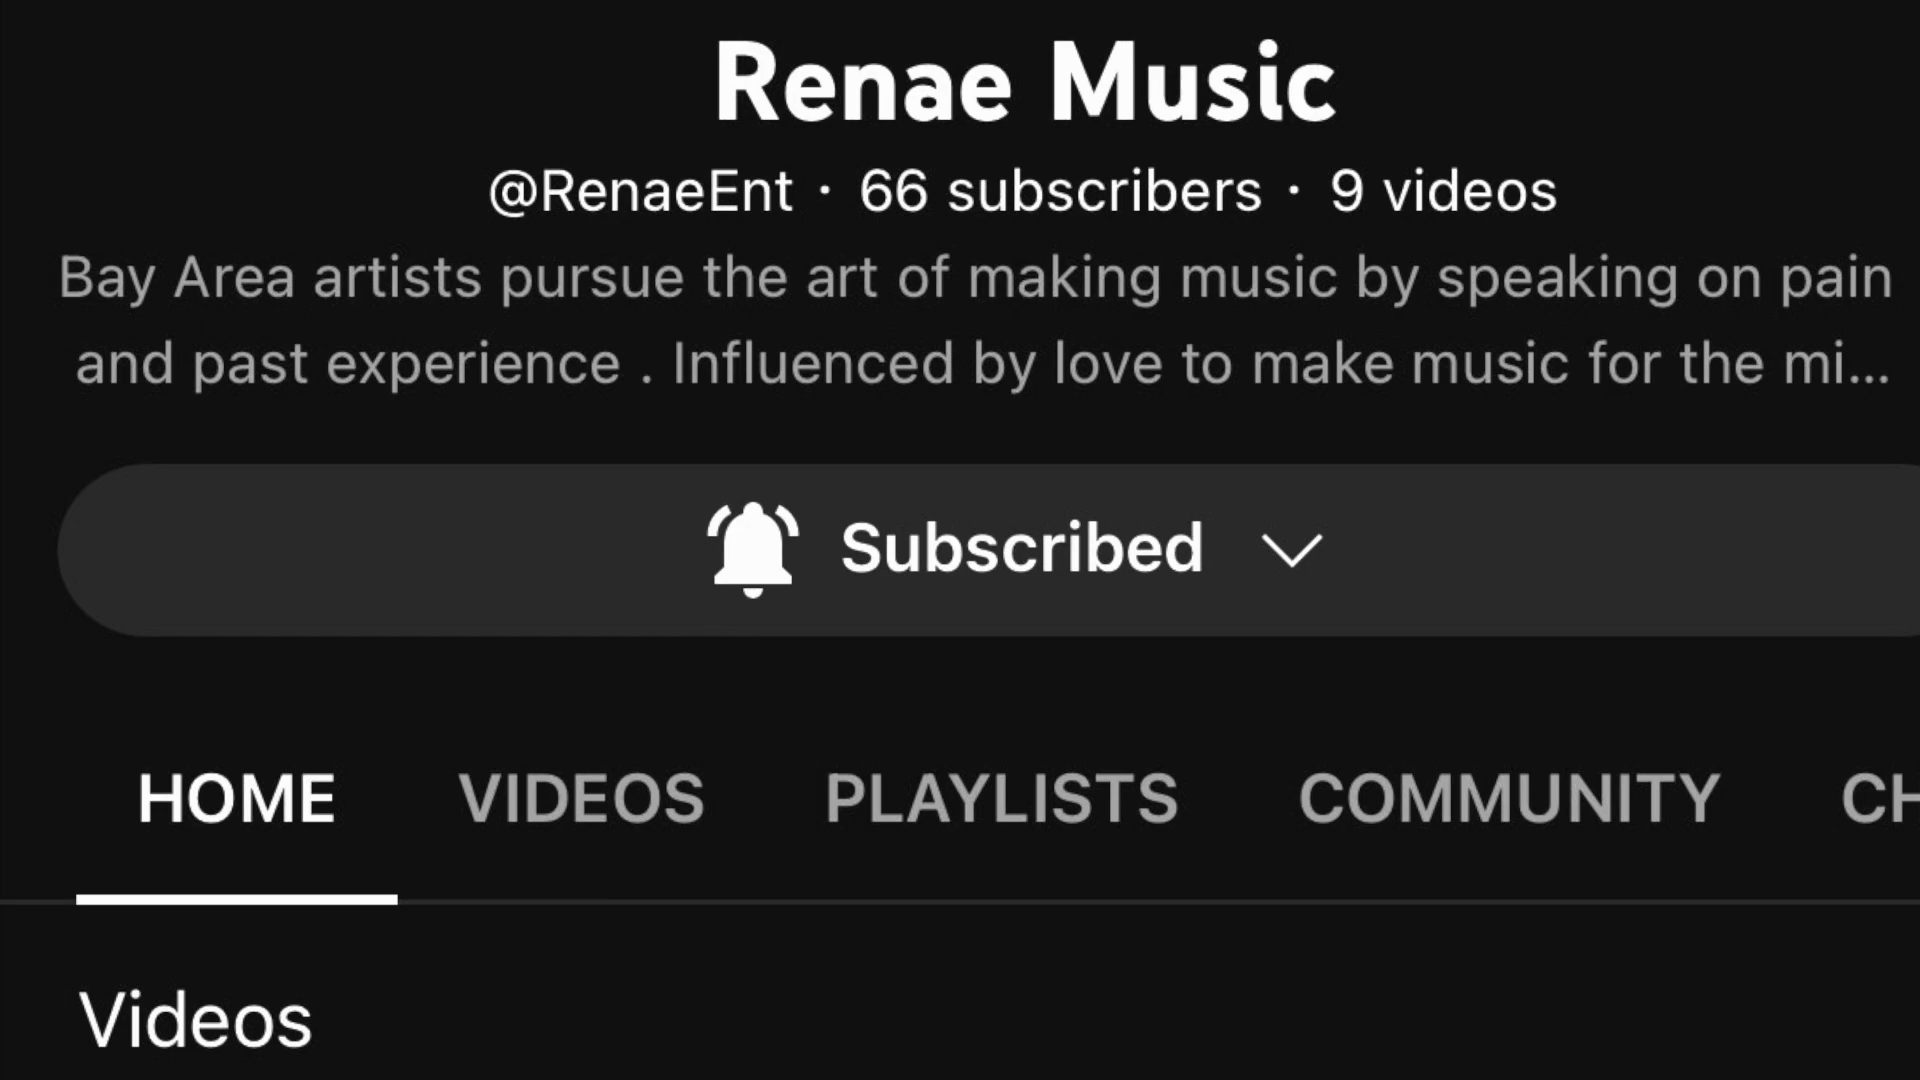 Renae Music
@RenaeEnt · 66 subscribers · 9 videos
Bay Area artists pursue the art of making music by speaking on pain
and past experience . Influenced by love to make music for the mi...
Subscribed
HOME VIDEOS PLAYLISTS COMMUNITY CH
Videos